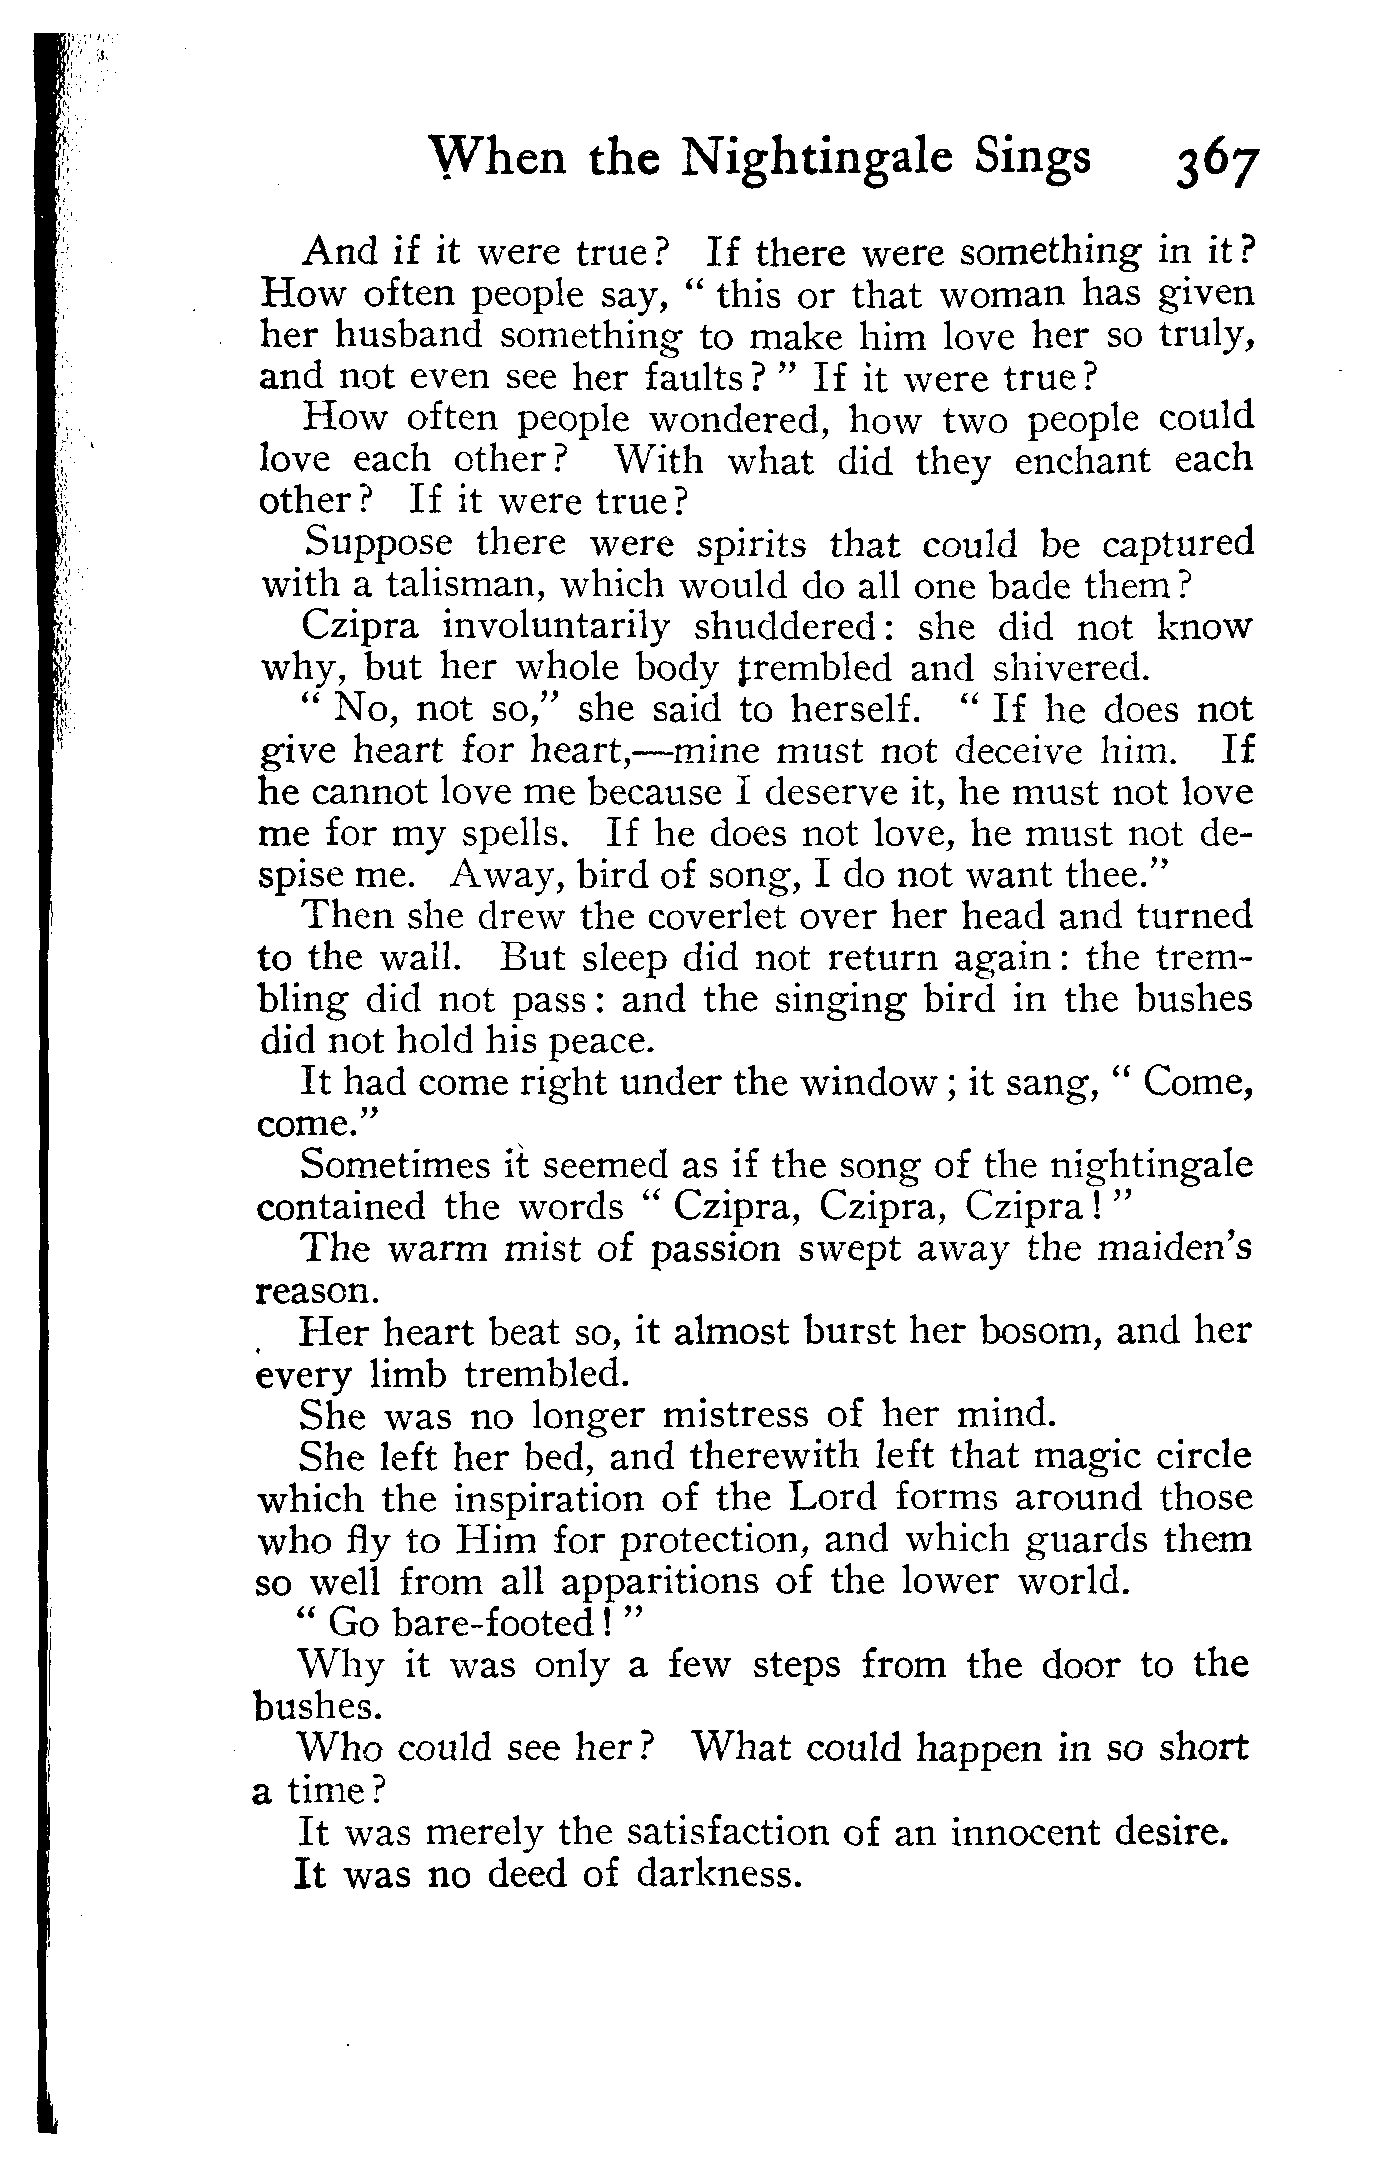 When the Nightingale Sings 367
And if it were true? If there were something in it?
How often people say, “ this or that woman has given
her husband something to make him love her so truly,
and not even see her faults? ” If it were true?
How often people wondered, how two people could
love each other? With what did they enchant each
other? If it were true?
Suppose there were spirits that could be captured
with a talisman, which would do all one bade them?
Czipra involuntarily shuddered: she did not know
why, but her whole body trembled and shivered.
“ No, not so,” she said to herself. “ If he does not
give heart for heart,—mine must not deceive him. If
he cannot love me because I deserve it, he must not love
me for my spells. If he does not love, he must not de-
spise me. Away, bird of song, I do not want thee.”
Then she drew the coverlet over her head and turned
to the wall. But sleep did not return again: the trem-
bling did not pass: and the singing bird in the bushes
did not hold his peace.
It had come right under the window; it sang, “ Come,
come.”
Sometimes it seemed as if the song of the nightingale
contained the words “ Czipra, Czipra, Czipra! ”
The warm mist of passion swept away the maiden's
reason.
Her heart beat so, it almost burst her bosom, and her
every limb trembled.
She was no longer mistress of her mind.
She left her bed, and therewith left that magic circle
which the inspiration of the Lord forms around those
who fly to Him for protection, and which guards them
so well from all apparitions of the lower world.
“ Go bare-footed! ”
Why it was only a few steps from the door to the
bushes.
Who could see her? What could happen in so short
a time?
It was merely the satisfaction of an innocent desire.
It was no deed of darkness.